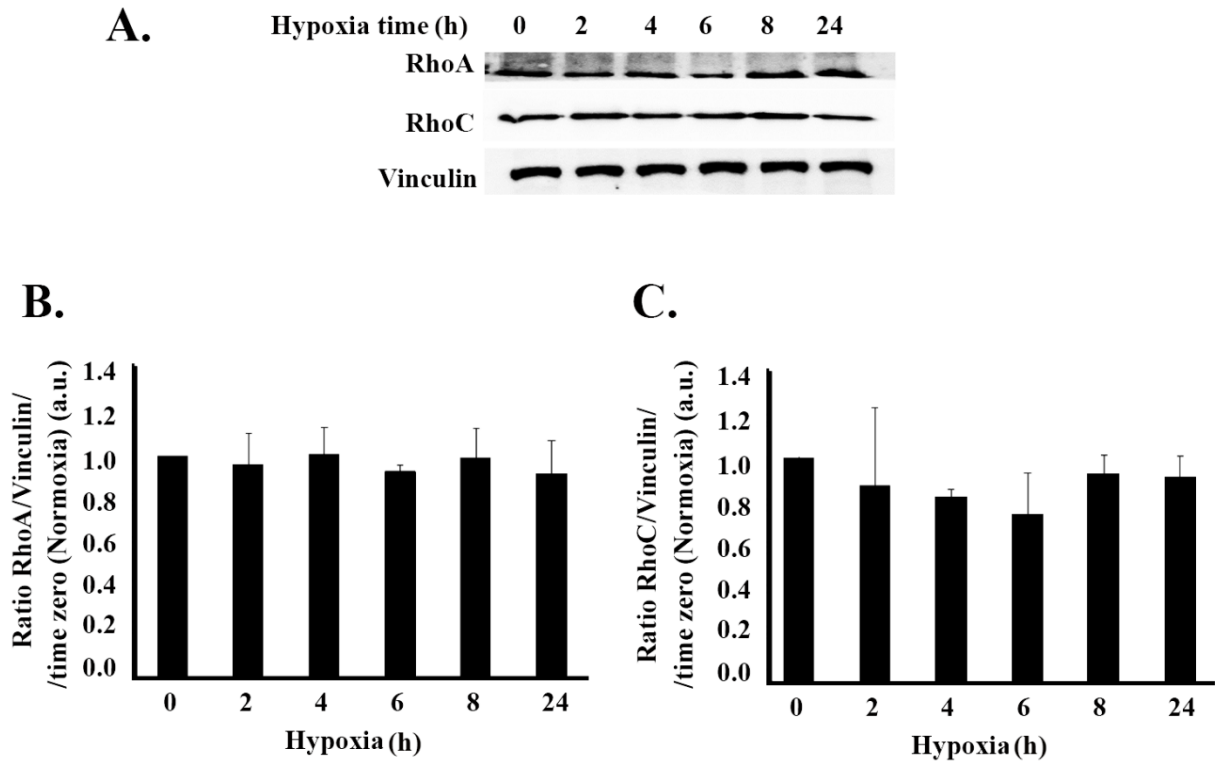 A.
Hypoxia time (h) 0 2 4 6 8 24
RhoA
RhoC
Vinculin
B.
Ratio RhoA/Vinculin/
/time zero (Normoxia) (a.u.)
1.4
1.2
1.0
0.8
0.6
0.4
0.2
0.0
0 2 4 6 8 24
Hypoxia (h)
C.
Ratio RhoC/Vinculin/
/time zero (Normoxia) (a.u.)
1.4
1.2
1.0
0.8
0.6
0.4
0.2
0.0
0 2 4 6 8 24
Hypoxia (h)